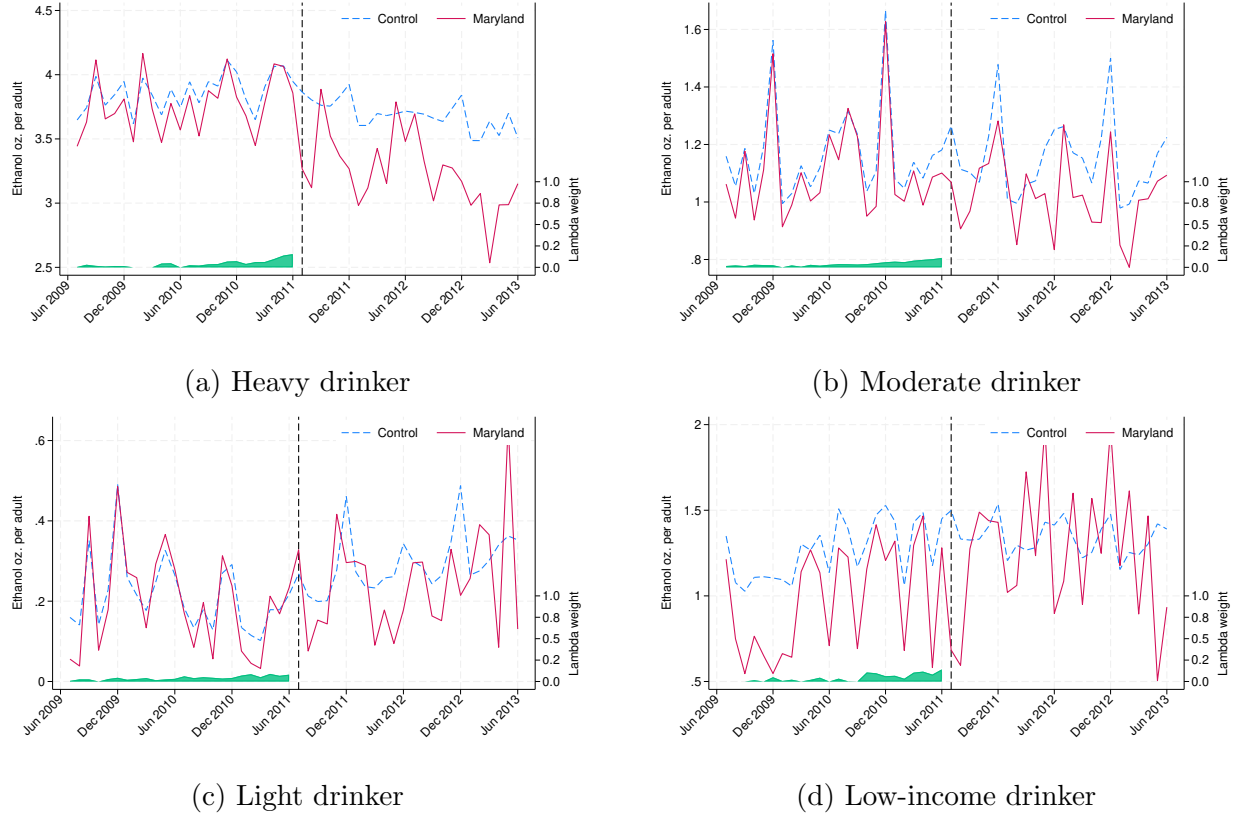 Control Maryland
4.5
4
3.5
3
2.5
Ethanol oz. per adult
1.0
0.8
0.5
0.2
0.0
Lambda weight
Jun 2009
Dec 2009
Jun 2010
Dec 2010
Jun 2011
Dec 2011
Jun 2012
Dec 2012
Jun 2013
(a) Heavy drinker
Control Maryland
1.6
1.4
1.2
1
.8
Ethanol oz. per adult
1.0
0.8
0.5
0.2
0.0
Lambda weight
Jun 2009
Dec 2009
Jun 2010
Dec 2010
Jun 2011
Dec 2011
Jun 2012
Dec 2012
Jun 2013
(b) Moderate drinker
Control Maryland
.6
.4
.2
0
Ethanol oz. per adult
1.0
0.8
0.5
0.2
0.0
Lambda weight
Jun 2009
Dec 2009
Jun 2010
Dec 2010
Jun 2011
Dec 2011
Jun 2012
Dec 2012
Jun 2013
(c) Light drinker
Control Maryland
2
1.5
1
.5
Ethanol oz. per adult
1.0
0.8
0.5
0.2
0.0
Lambda weight
Jun 2009
Dec 2009
Jun 2010
Dec 2010
Jun 2011
Dec 2011
Jun 2012
Dec 2012
Jun 2013
(d) Low-income drinker